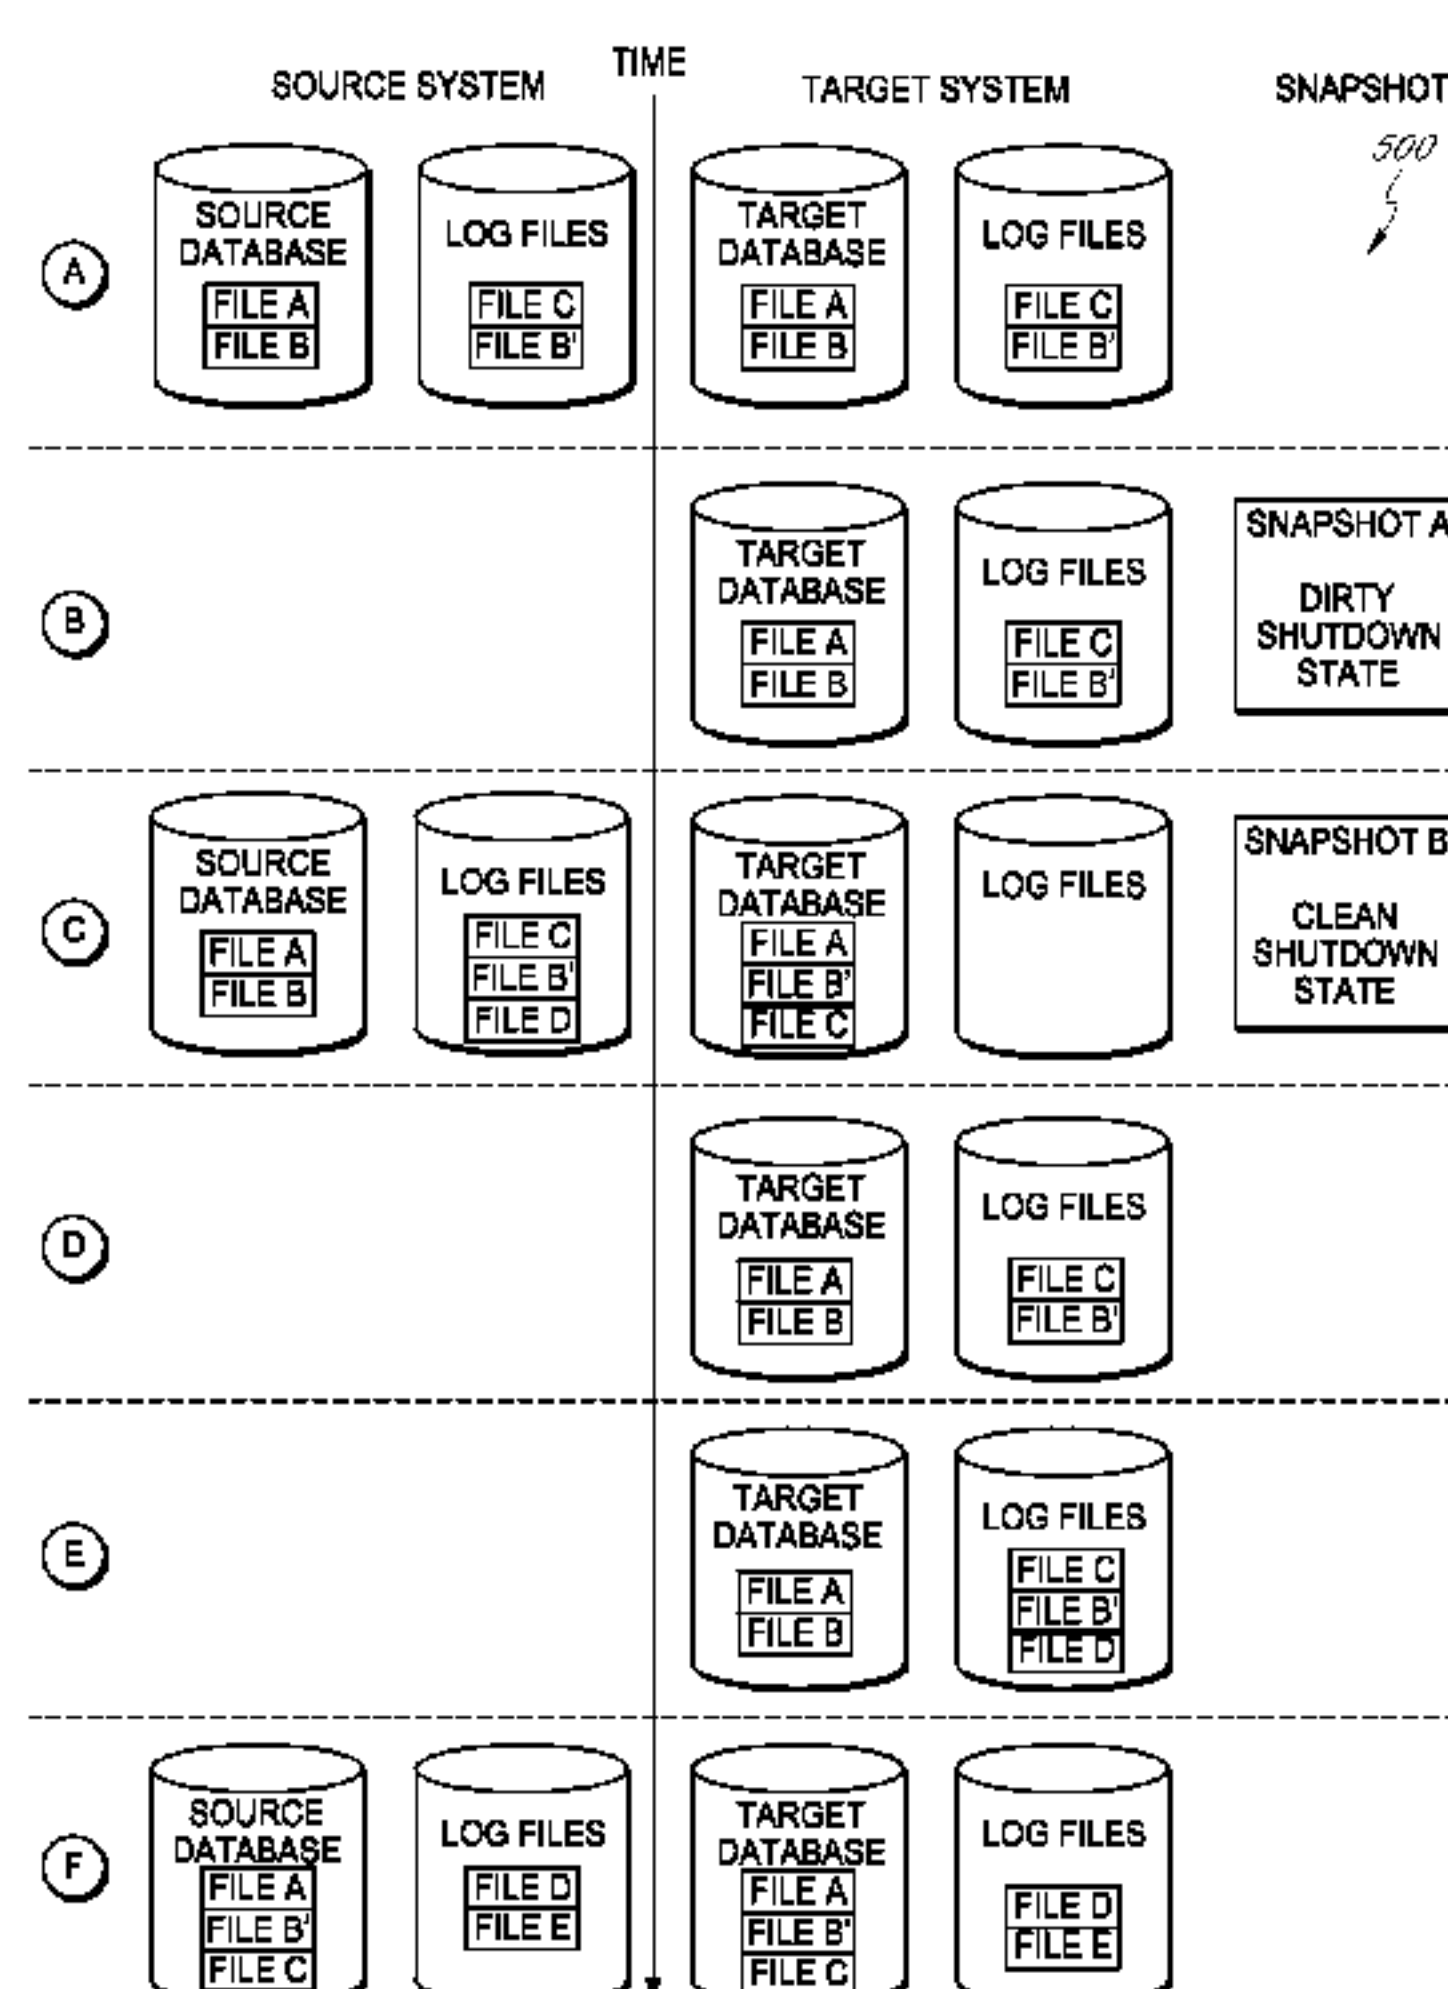 TIME
SOURCE SYSTEM
TARGET SYSTEM
SNAPSHOT
500
A
SOURCE
DATABASE
FILE A
FILE B
LOG FILES
FILE C
FILE B'
TARGET
DATABASE
FILE A
FILE B
LOG FILES
FILE C
FILE B'
B
TARGET
DATABASE
FILE A
FILE B
LOG FILES
FILE C
FILE B'
SNAPSHOT A
DIRTY
SHUTDOWN
STATE
C
SOURCE
DATABASE
FILE A
FILE B
LOG FILES
FILE C
FILE B'
FILE D
TARGET
DATABASE
FILE A
FILE B'
FILE C
LOG FILES
SNAPSHOT B
CLEAN
SHUTDOWN
STATE
D
TARGET
DATABASE
FILE A
FILE B
LOG FILES
FILE C
FILE B'
E
TARGET
DATABASE
FILE A
FILE B
LOG FILES
FILE C
FILE B'
FILE D
F
SOURCE
DATABASE
FILE A
FILE B'
FILE C
LOG FILES
FILE D
FILE E
TARGET
DATABASE
FILE A
FILE B'
FILE C
LOG FILES
FILE D
FILE E